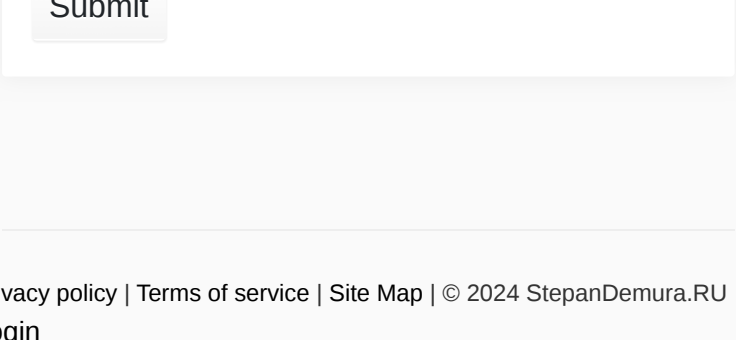 Submit
vacy policy | Terms of service | Site Map | © 2024 StepanDemura.RU
ogin